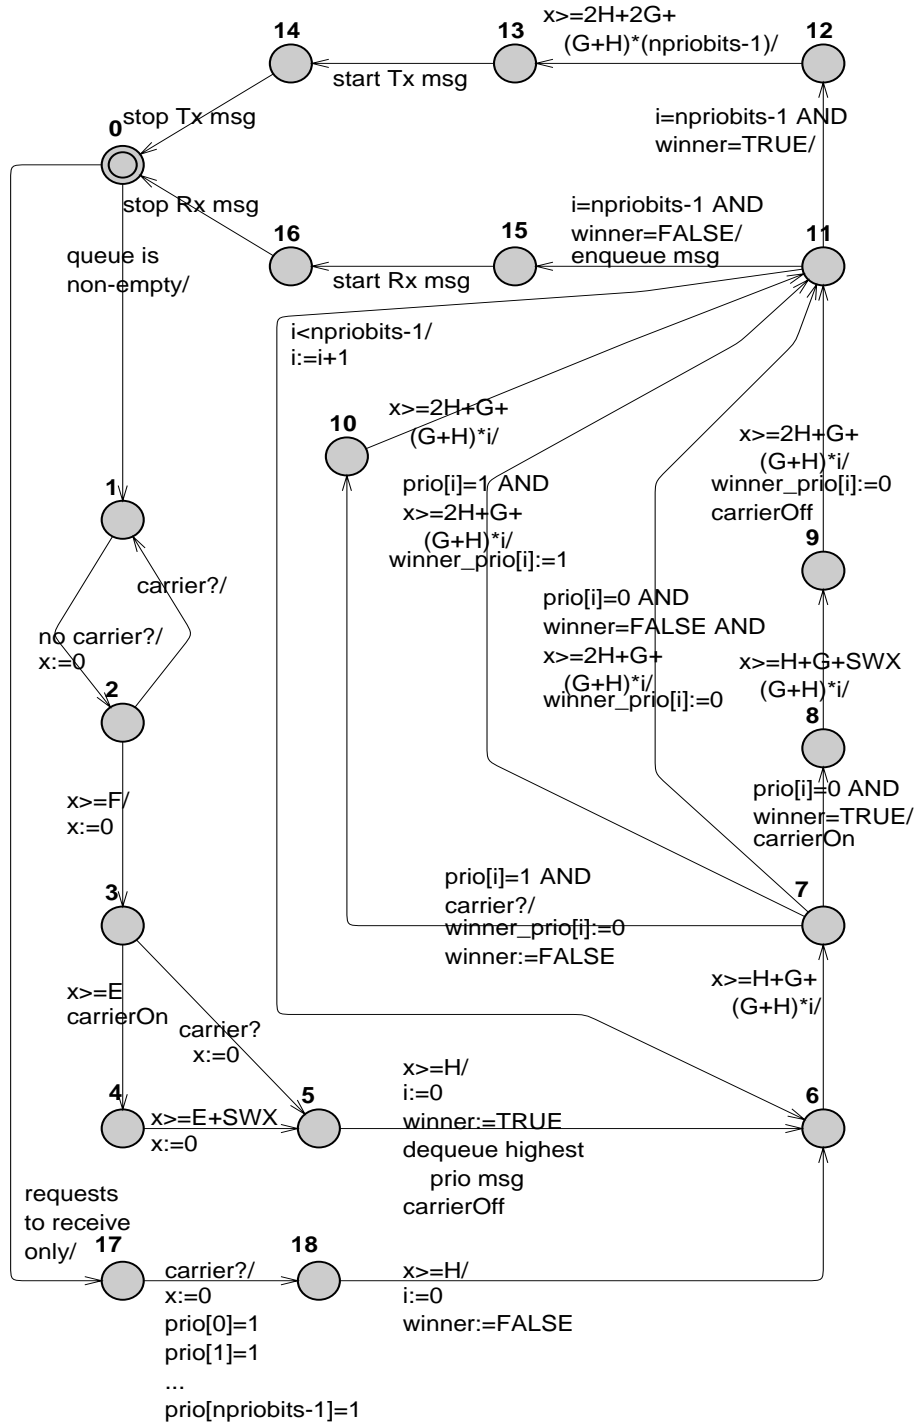 14
13
x>=2H+2G+
(G+H)*(npriobits-1)/
12
start Tx msg
stop Tx msg
0
i=npriobits-1 AND
winner=TRUE/
stop Rx msg
16
15
i=npriobits-1 AND
winner=FALSE/
enqueue msg
11
queue is
non-empty/
start Rx msg
i<npriobits-1/
i:=i+1
10
x>=2H+G+
(G+H)*i/
x>=2H+G+
(G+H)*i/
winner_prio[i]:=0
carrierOff
prio[i]=1 AND
x>=2H+G+
(G+H)*i/
winner_prio[i]:=1
1
9
carrier?/
prio[i]=0 AND
winner=FALSE AND
x>=2H+G+
(G+H)*i/
winner_prio[i]:=0
no carrier?/
x:=0
2
x>=H+G+SWX
(G+H)*i/
8
x>=F/
x:=0
prio[i]=0 AND
winner=TRUE/
carrierOn
3
prio[i]=1 AND
carrier?/
winner_prio[i]:=0
winner:=FALSE
7
x>=E
carrierOn
carrier?
x:=0
x>=H+G+
(G+H)*i/
4
x>=E+SWX
x:=0
5
x>=H/
i:=0
winner:=TRUE
dequeue highest
prio msg
carrierOff
6
requests
to receive
only/
17
carrier?/
x:=0
prio[0]=1
prio[1]=1
...
prio[npriobits-1]=1
18
x>=H/
i:=0
winner:=FALSE